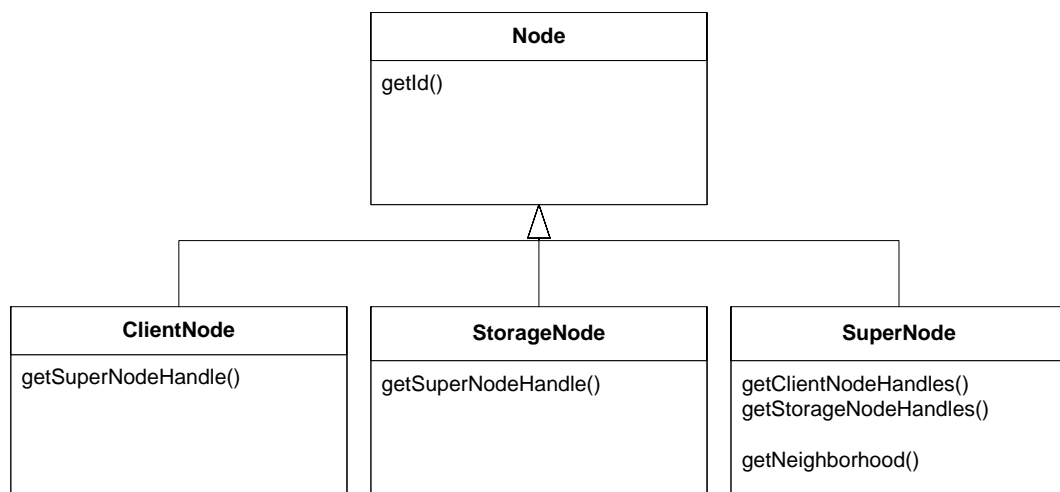 Node
getId()
ClientNode
getSuperNodeHandle()
StorageNode
getSuperNodeHandle()
SuperNode
getClientNodeHandles()
getStorageNodeHandles()
getNeighborhood()